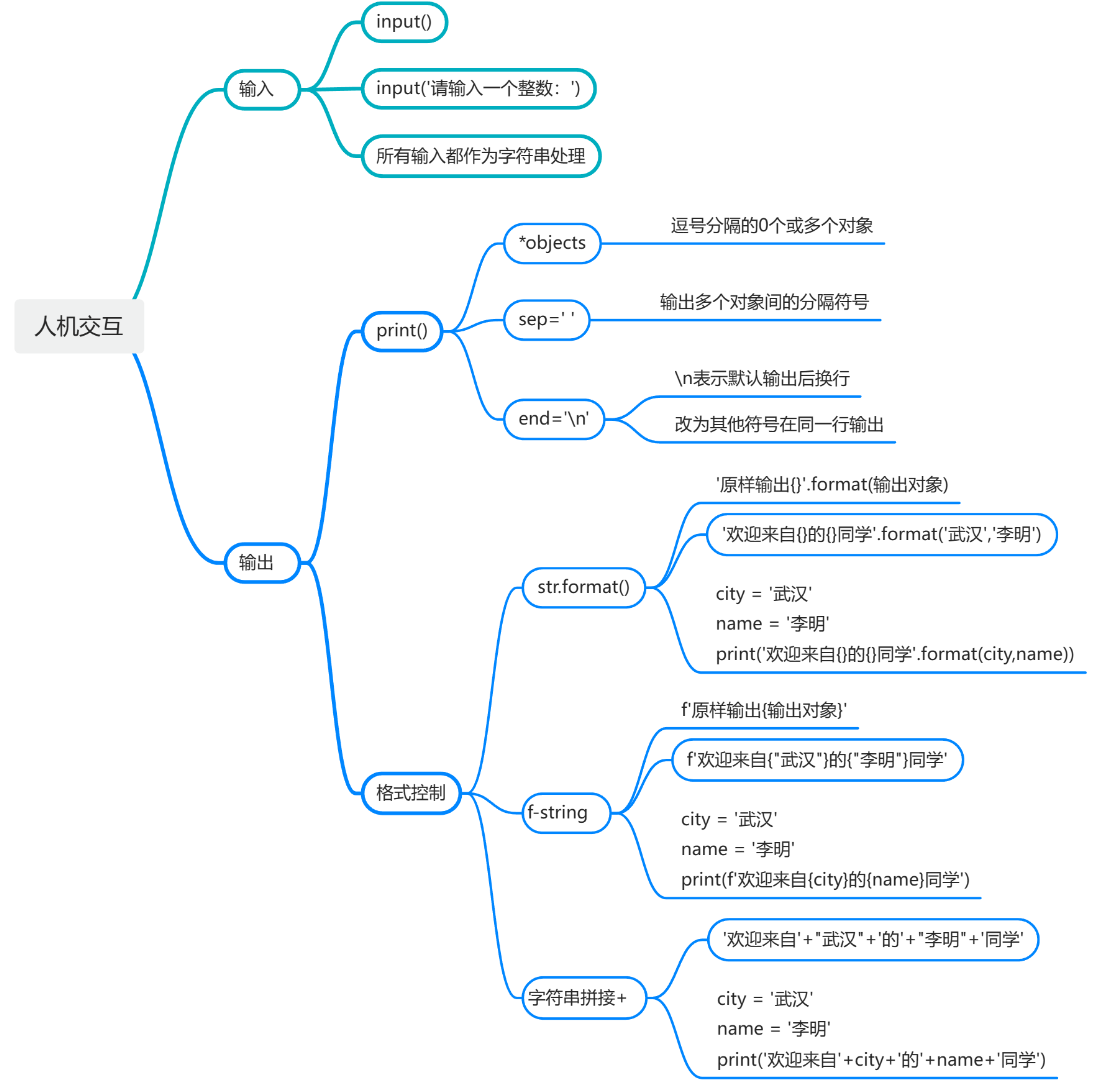 人机交互
输入
input()
input('请输入一个整数：')
所有输入都作为字符串处理
输出
print()
*objects
逗号分隔的0个或多个对象
sep=' '
输出多个对象间的分隔符号
end='\n'
\n表示默认输出后换行
改为其他符号在同一行输出
格式控制
str.format()
'原样输出{}'.format(输出对象)
'欢迎来自{}的{}同学'.format('武汉','李明')
city = '武汉'
name = '李明'
print('欢迎来自{}的{}同学'.format(city,name))
f-string
f'原样输出{输出对象}'
f'欢迎来自{"武汉"}的{"李明"}同学'
city = '武汉'
name = '李明'
print(f'欢迎来自{city}的{name}同学')
字符串拼接+
'欢迎来自'+"武汉"+'的'+"李明"+'同学'
city = '武汉'
name = '李明'
print('欢迎来自'+city+'的'+name+'同学')